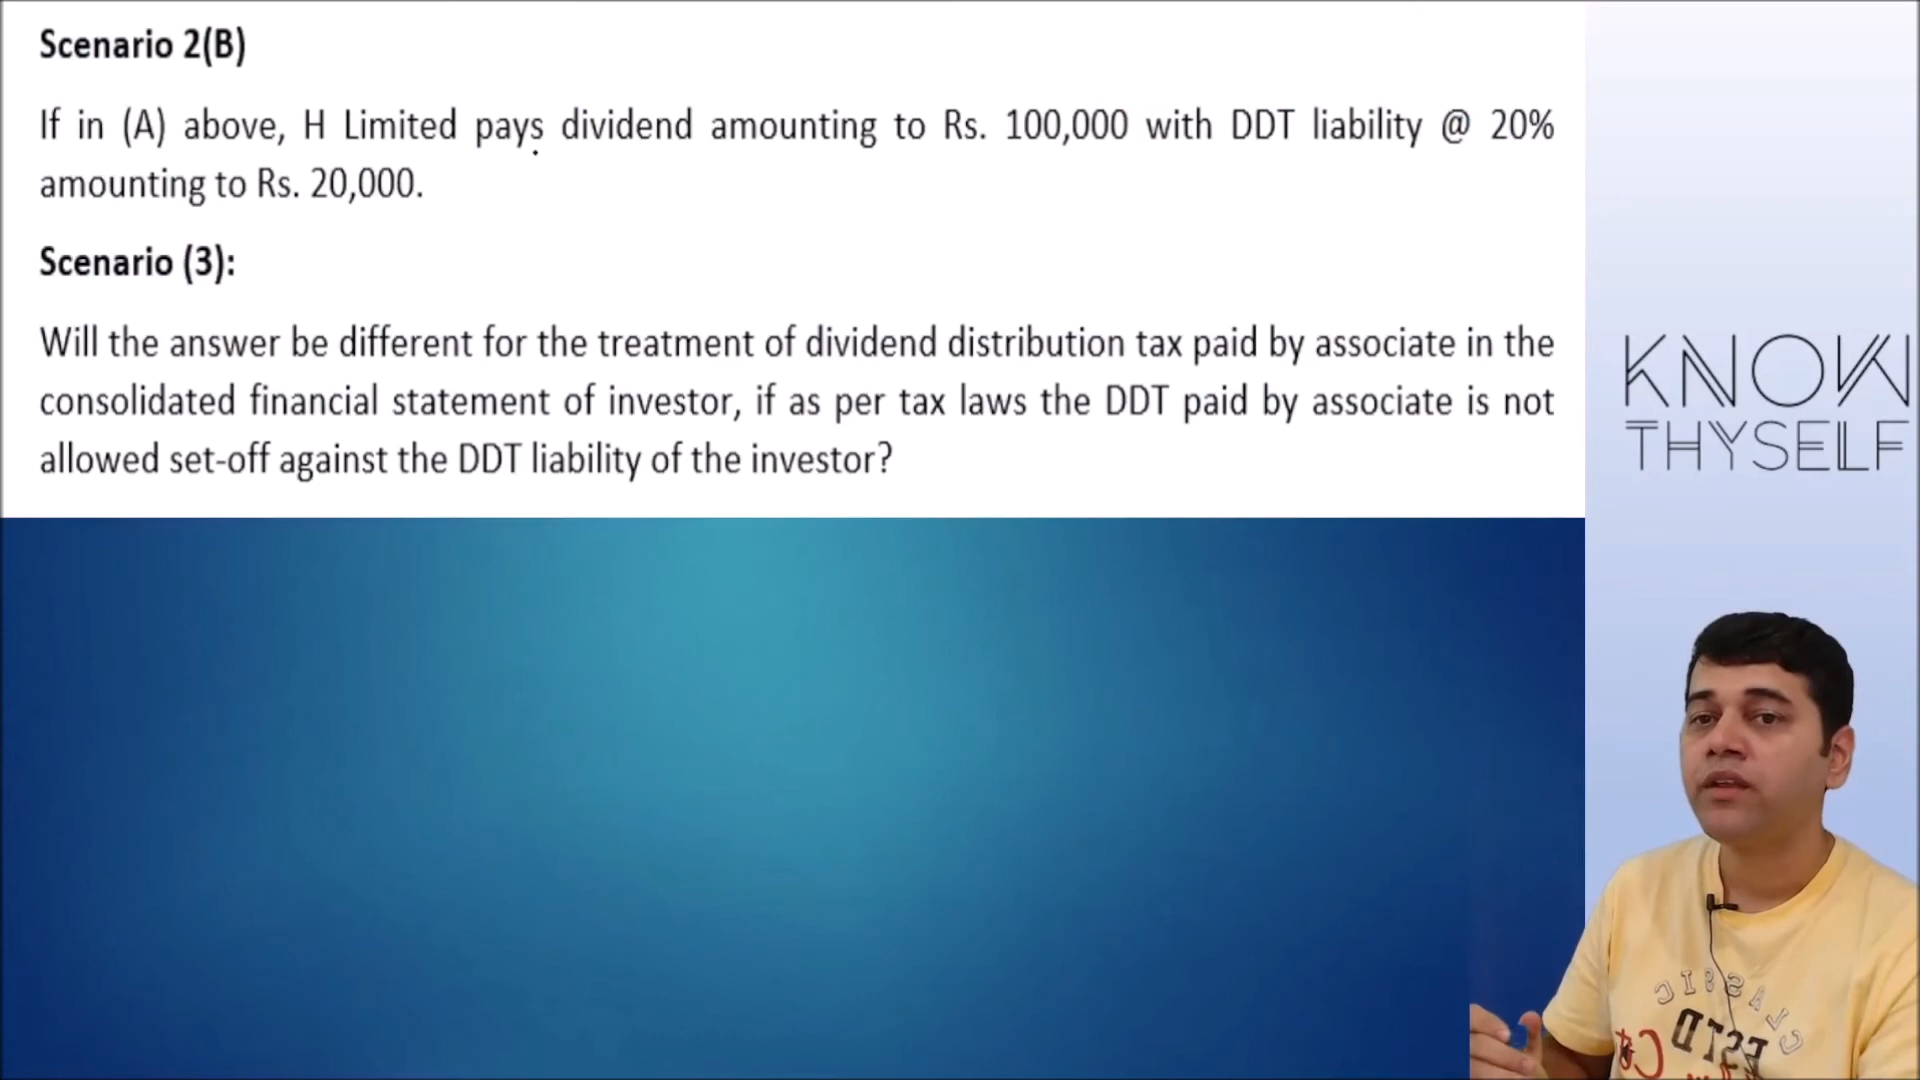 Scenario 2(B)
If in (A) above, H Limited pays dividend amounting to Rs. 100,000 with DDT liability @ 20%
amounting to Rs. 20,000.
Scenario (3):
Will the answer be different for the treatment of dividend distribution tax paid by associate in the
consolidated financial statement of investor, if as per tax laws the DDT paid by associate is not
allowed set-off against the DDT liability of the investor?
KNOW
THYSELF
CLASSIC
ESTD